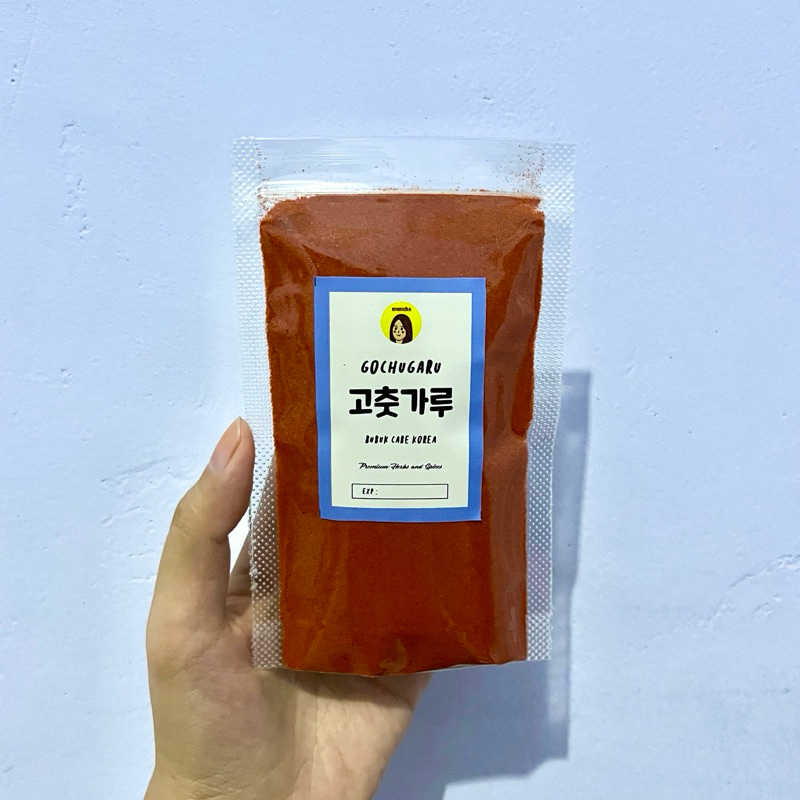 GOCHUGARU
고춧가루
BUBUK CABE KOREA
Premium Herbs and Spices
EXP :